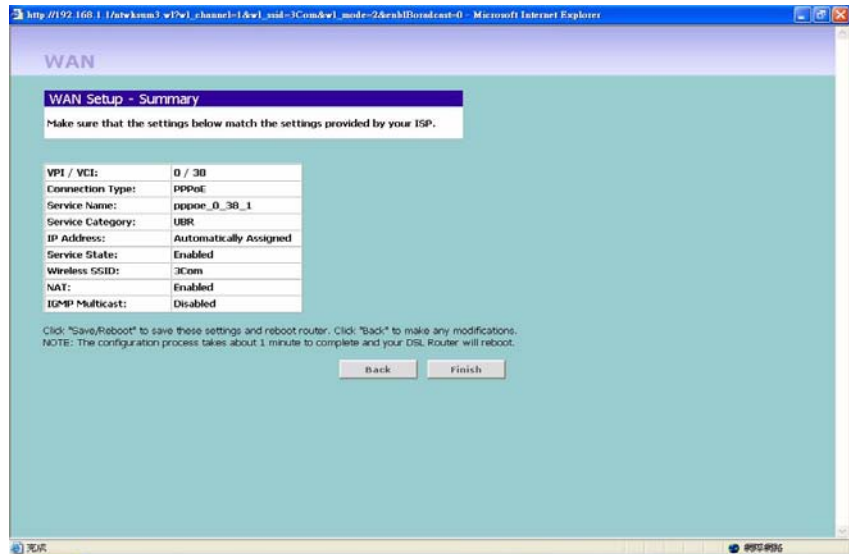 http://192.168.1.1/ntwksum3.wl?wl_channel=1&wl_ssid=3Com&wl_mode=2&enblBoradcast=0 - Microsoft Internet Explorer
WAN
WAN Setup - Summary
Make sure that the settings below match the settings provided by your ISP.
VPI / VCI: 0 / 38
Connection Type: PPPoE
Service Name: pppoe_0_38_1
Service Category: UBR
IP Address: Automatically Assigned
Service State: Enabled
Wireless SSID: 3Com
NAT: Enabled
IGMP Multicast: Disabled
Click "Save/Reboot" to save these settings and reboot router. Click "Back" to make any modifications.
NOTE: The configuration process takes about 1 minute to complete and your DSL Router will reboot.
Back Finish
完成